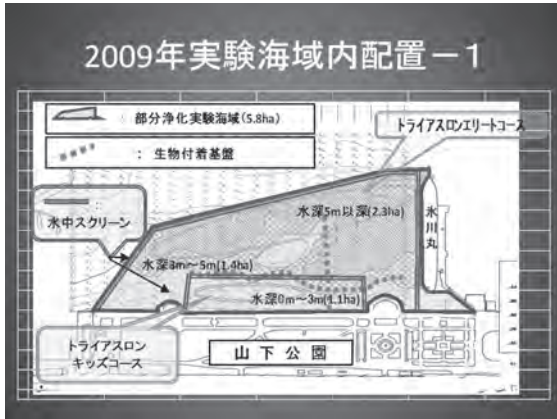 2009年実験海域内配置－1
： 部分浄化実験海域(5.8ha)
： 生物付着基盤
トライアスロンエリートコース
：
水中スクリーン
水深5m以深(2.3ha)
氷川丸
水深3m～5m(1.4ha)
水深0m～3m(1.1ha)
トライアスロン
キッズコース
山下公園